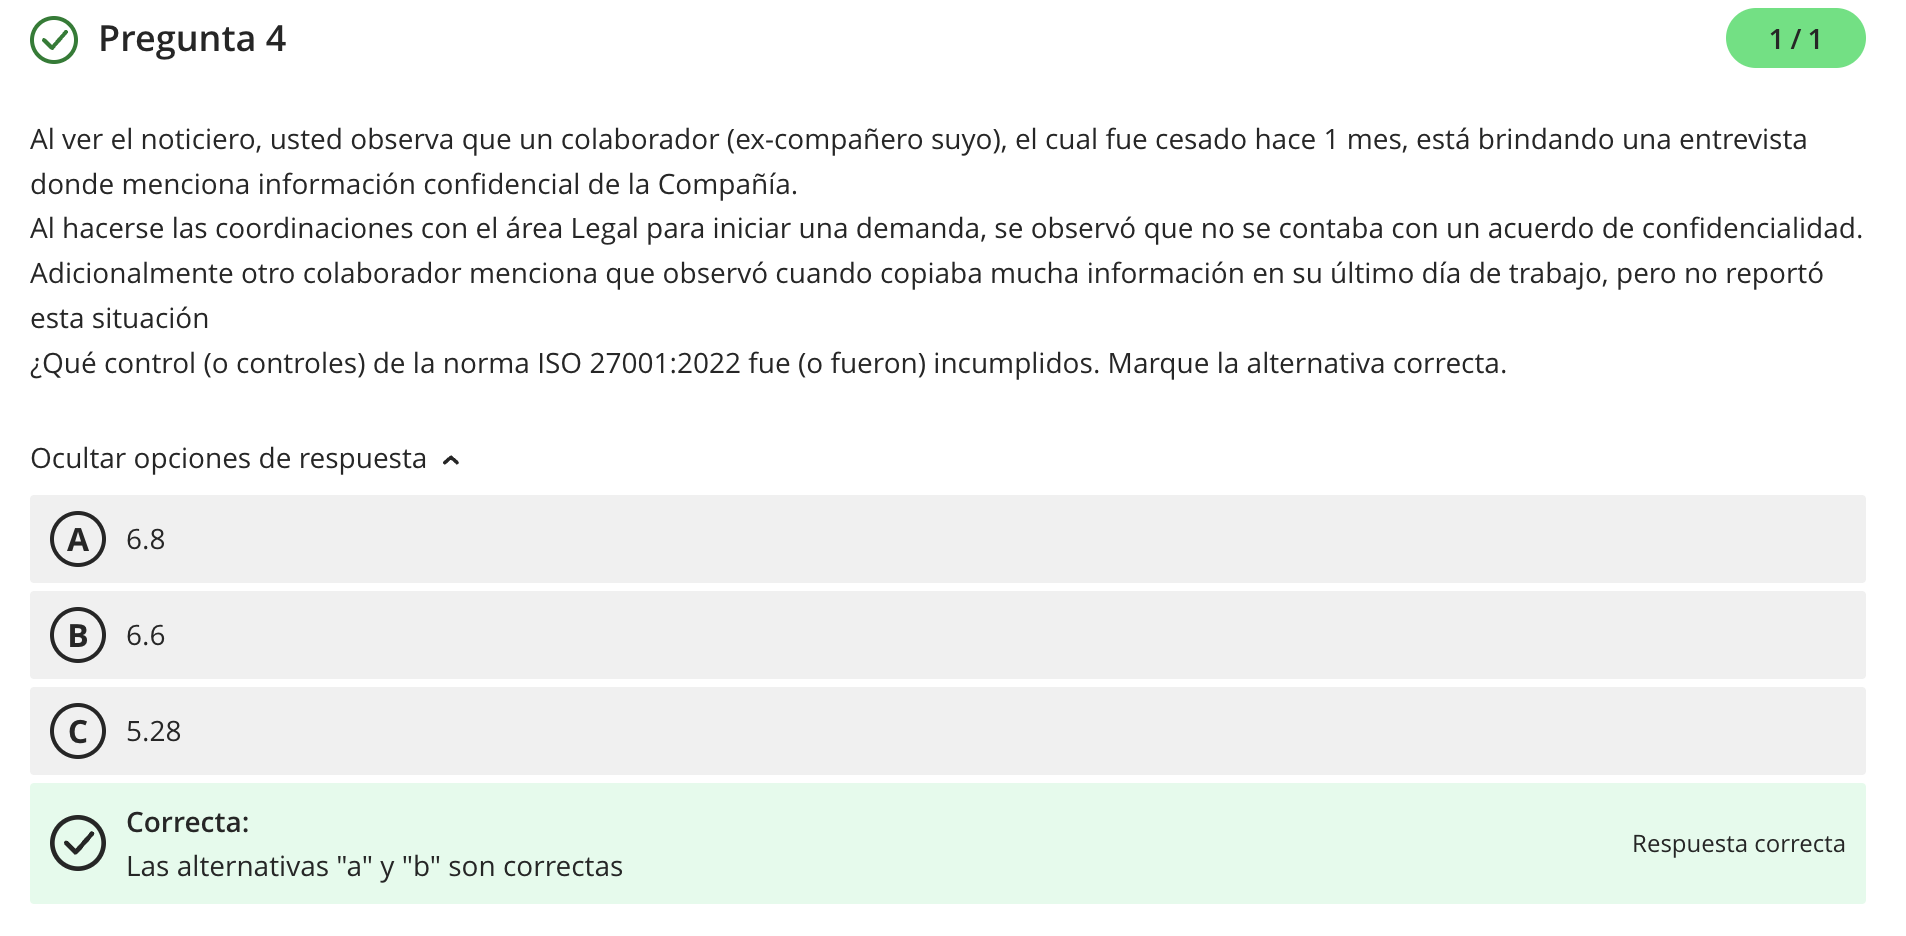 Pregunta 4
1 / 1
Al ver el noticiero, usted observa que un colaborador (ex-compañero suyo), el cual fue cesado hace 1 mes, está brindando una entrevista
donde menciona información confidencial de la Compañía.
Al hacerse las coordinaciones con el área Legal para iniciar una demanda, se observó que no se contaba con un acuerdo de confidencialidad.
Adicionalmente otro colaborador menciona que observó cuando copiaba mucha información en su último día de trabajo, pero no reportó
esta situación
¿Qué control (o controles) de la norma ISO 27001:2022 fue (o fueron) incumplidos. Marque la alternativa correcta.
Ocultar opciones de respuesta
A 6.8
B 6.6
C 5.28
Correcta:
Las alternativas "a" y "b" son correctas
Respuesta correcta